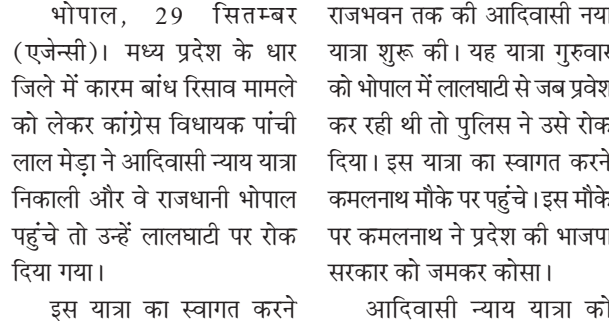 भोपाल, 29 सितम्बर
(एजेन्सी)। मध्य प्रदेश के धार
जिले में कारम बांध रिसाव मामले
को लेकर कांग्रेस विधायक पांची
लाल मेड़ा ने आदिवासी न्याय यात्रा
निकाली और वे राजधानी भोपाल
पहुंचे तो उन्हें लालघाटी पर रोक
दिया गया।
इस यात्रा का स्वागत करने
राजभवन तक की आदिवासी नया
यात्रा शुरू की। यह यात्रा गुरुवार
को भोपाल में लालघाटी से जब प्रवेश
कर रही थी तो पुलिस ने उसे रोक
दिया। इस यात्रा का स्वागत करने
कमलनाथ मौके पर पहुंचे। इस मौके
पर कमलनाथ ने प्रदेश की भाजपा
सरकार को जमकर कोसा।
आदिवासी न्याय यात्रा को